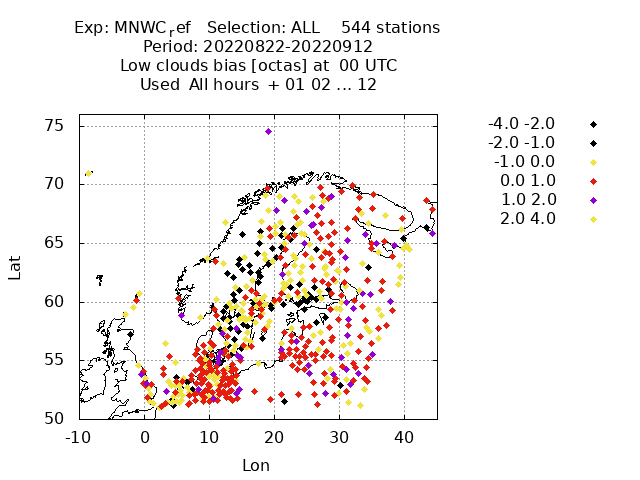 Exp: MNWCref   Selection: ALL    544 stations
Period: 20220822-20220912
Low clouds bias [octas] at  00 UTC
Used  All hours  + 01 02 ... 12
-4.0 -2.0
-2.0 -1.0
-1.0 0.0
0.0 1.0
1.0 2.0
2.0 4.0
75
70
65
60
55
50
Lat
-10 0 10 20 30 40
Lon